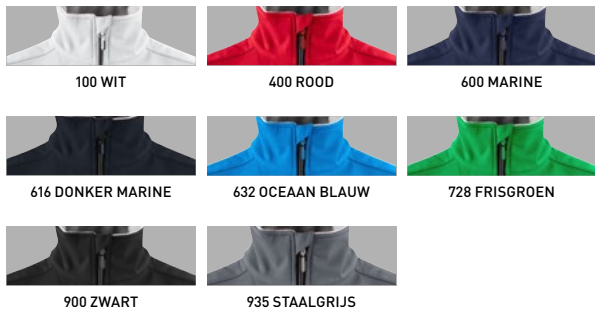 100 WIT
400 ROOD
600 MARINE
616 DONKER MARINE
632 OCEAAN BLAUW
728 FRISGROEN
900 ZWART
935 STAALGRIJS